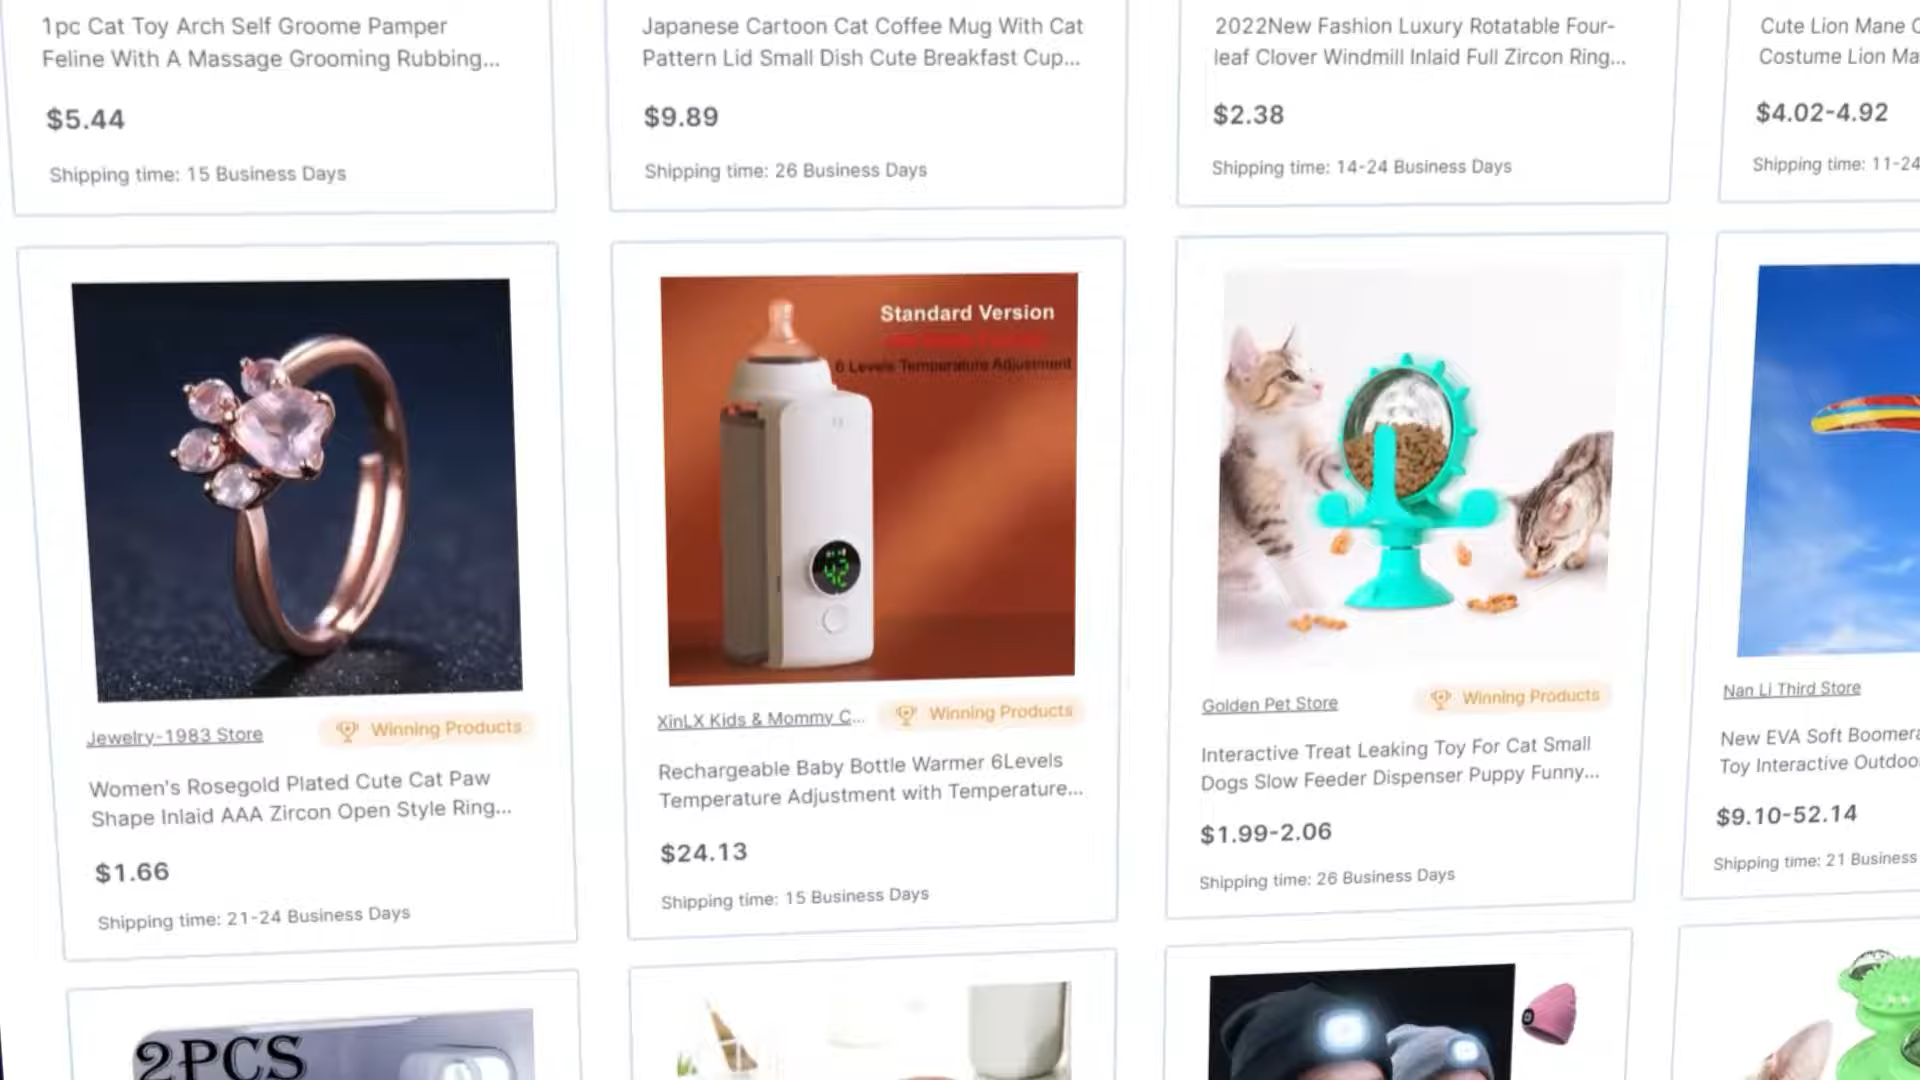 1pc Cat Toy Arch Self Groome Pamper
Feline With A Massage Grooming Rubbing...
$5.44
Shipping time: 15 Business Days
Japanese Cartoon Cat Coffee Mug With Cat
Pattern Lid Small Dish Cute Breakfast Cup...
$9.89
Shipping time: 26 Business Days
2022New Fashion Luxury Rotatable Four-
leaf Clover Windmill Inlaid Full Zircon Ring...
$2.38
Shipping time: 14-24 Business Days
Cute Lion Mane
Costume Lion
$4.02-4.92
Shipping time: 11-24
Jewelry-1983 Store
Winning Products
Women's Rosegold Plated Cute Cat Paw
Shape Inlaid AAA Zircon Open Style Ring...
$1.66
Shipping time: 21-24 Business Days
Standard Version
6 Levels Temperature Adjustment
42
XinLX Kids & Mommy C...
Winning Products
Rechargeable Baby Bottle Warmer 6Levels
Temperature Adjustment with Temperature...
$24.13
Shipping time: 15 Business Days
Golden Pet Store
Winning Products
Interactive Treat Leaking Toy For Cat Small
Dogs Slow Feeder Dispenser Puppy Funny...
$1.99-2.06
Shipping time: 26 Business Days
Nan Li Third Store
New EVA Soft
Toy Interactive
$9.10-52.14
Shipping time: 21 Business
2PCS